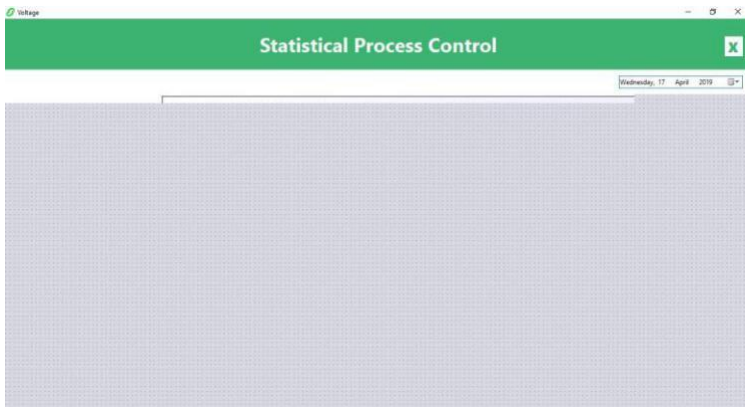 Voltage
Statistical Process Control
X
Wednesday, 17 April 2019